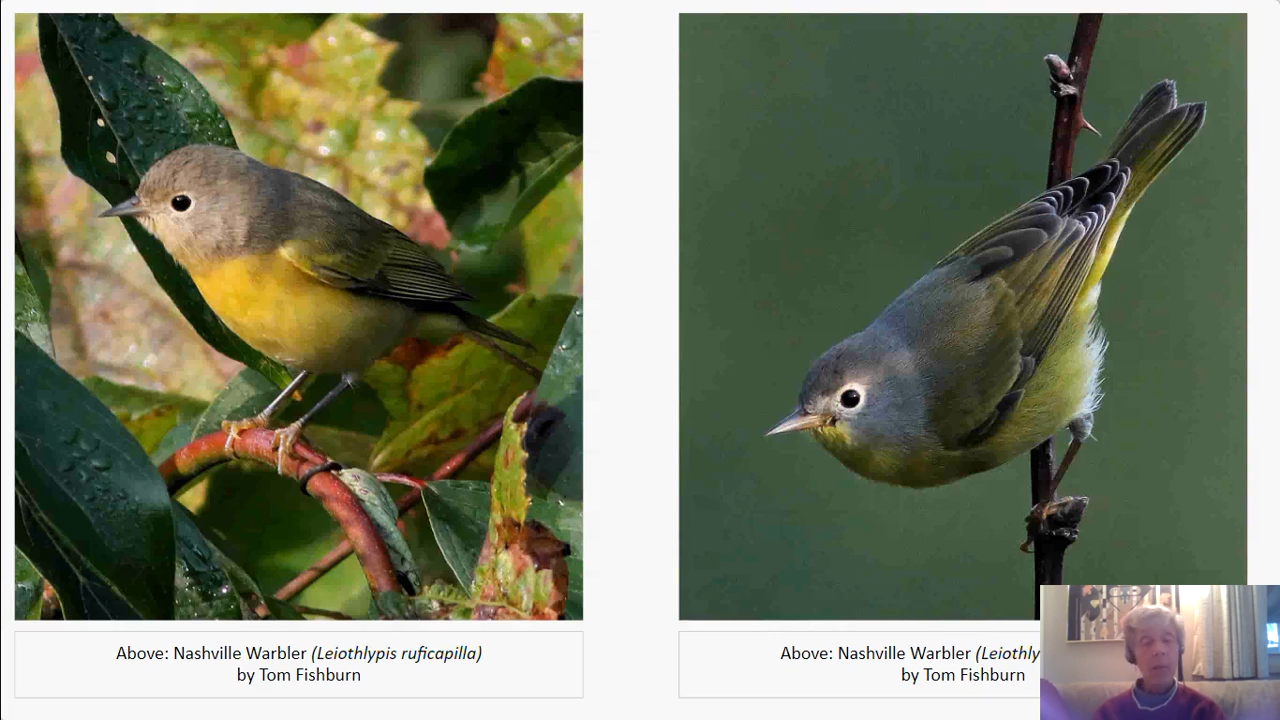 Above: Nashville Warbler (Leiothlypis ruficapilla)
by Tom Fishburn
Above: Nashville Warbler (Leiothly
by Tom Fishburn